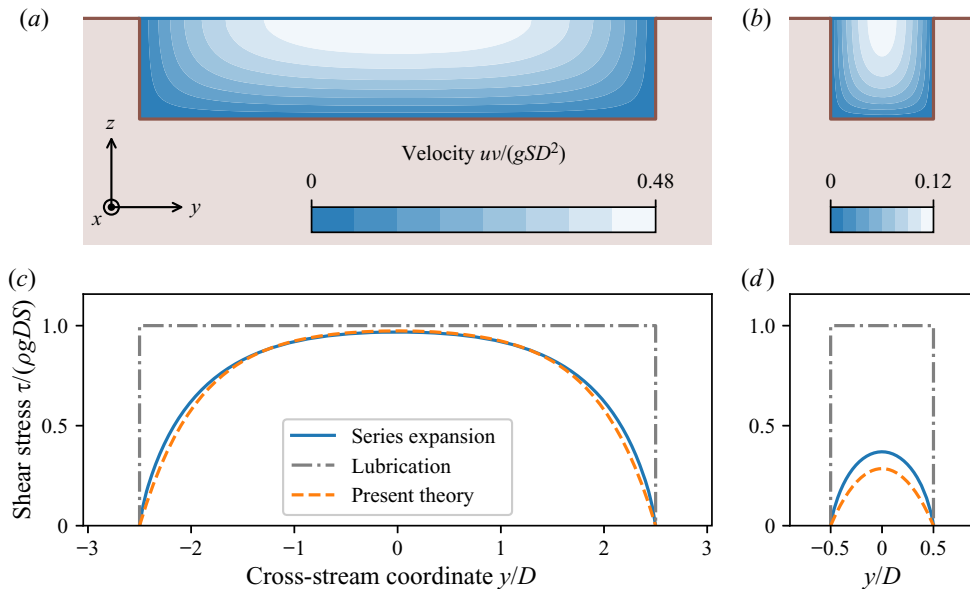 (a)
(b)
z
x
y
Velocity uν/(gSD²)
0
0.48
0
0.12
(c)
(d)
Shear stress τ/(ρgDS)
1.0
0.5
0
1.0
0.5
0
Series expansion
Lubrication
Present theory
−3 −2 −1 0 1 2 3
−0.5 0 0.5
Cross-stream coordinate y/D
y/D